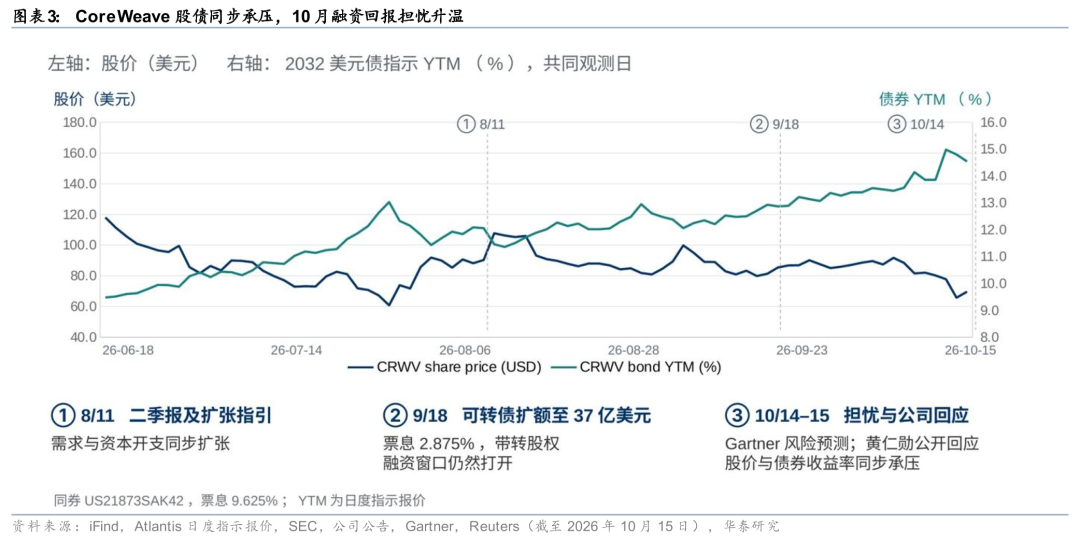 图表3： CoreWeave 股债同步承压，10 月融资回报担忧升温
左轴：股价（美元） 右轴： 2032 美元债指示 YTM （%），共同观测日
股价（美元） 债券 YTM （%）
① 8/11 ② 9/18 ③ 10/14
180.0 16.0
160.0 15.0
140.0 14.0
120.0 13.0
100.0 12.0
80.0 11.0
60.0 10.0
40.0 9.0
8.0
26-06-18 26-07-14 26-08-06 26-08-28 26-09-23 26-10-15
CRWV share price (USD) CRWV bond YTM (%)
① 8/11 二季报及扩张指引
需求与资本开支同步扩张
② 9/18 可转债扩额至 37 亿美元
票息 2.875%，带转股权
融资窗口仍然打开
③ 10/14–15 担忧与公司回应
Gartner 风险预测；黄仁勋公开回应
股价与债券收益率同步承压
同券 US21873SAK42，票息 9.625%； YTM 为日度指示报价
资料来源：iFind，Atlantis 日度指示报价，SEC，公司公告，Gartner，Reuters（截至 2026 年 10 月 15 日），华泰研究